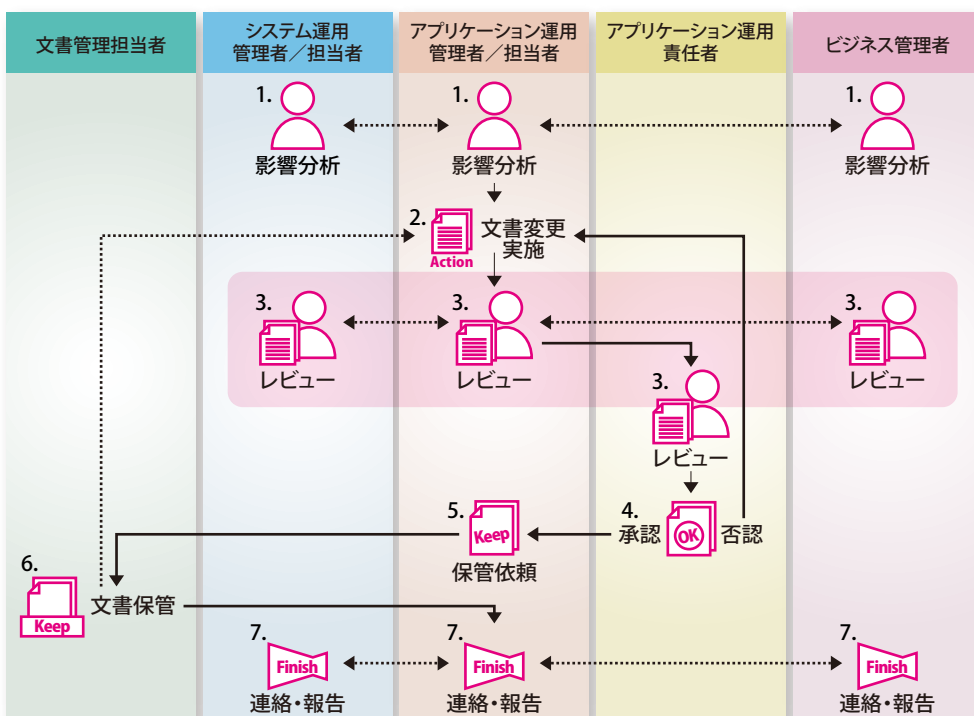 文書管理担当者
システム運用
管理者／担当者
アプリケーション運用
管理者／担当者
アプリケーション運用
責任者
ビジネス管理者
1.
影響分析
1.
影響分析
1.
影響分析
2.
Action
文書変更
実施
3.
レビュー
3.
レビュー
3.
レビュー
3.
レビュー
4.
承認
OK
否認
5.
Keep
保管依頼
6.
Keep
文書保管
7.
Finish
連絡・報告
7.
Finish
連絡・報告
7.
Finish
連絡・報告